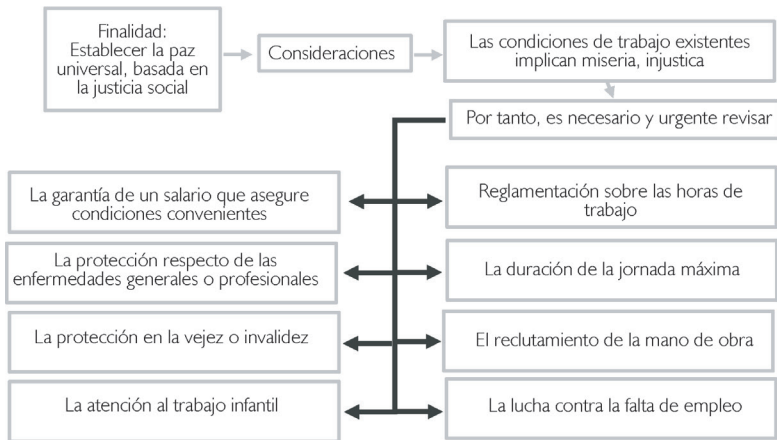 Finalidad:
Establecer la paz
universal, basada en
la justicia social
Consideraciones
Las condiciones de trabajo existentes
implican miseria, injustica
Por tanto, es necesario y urgente revisar
La garantía de un salario que asegure
condiciones convenientes
Reglamentación sobre las horas de
trabajo
La protección respecto de las
enfermedades generales o profesionales
La duración de la jornada máxima
La protección en la vejez o invalidez
El reclutamiento de la mano de obra
La atención al trabajo infantil
La lucha contra la falta de empleo